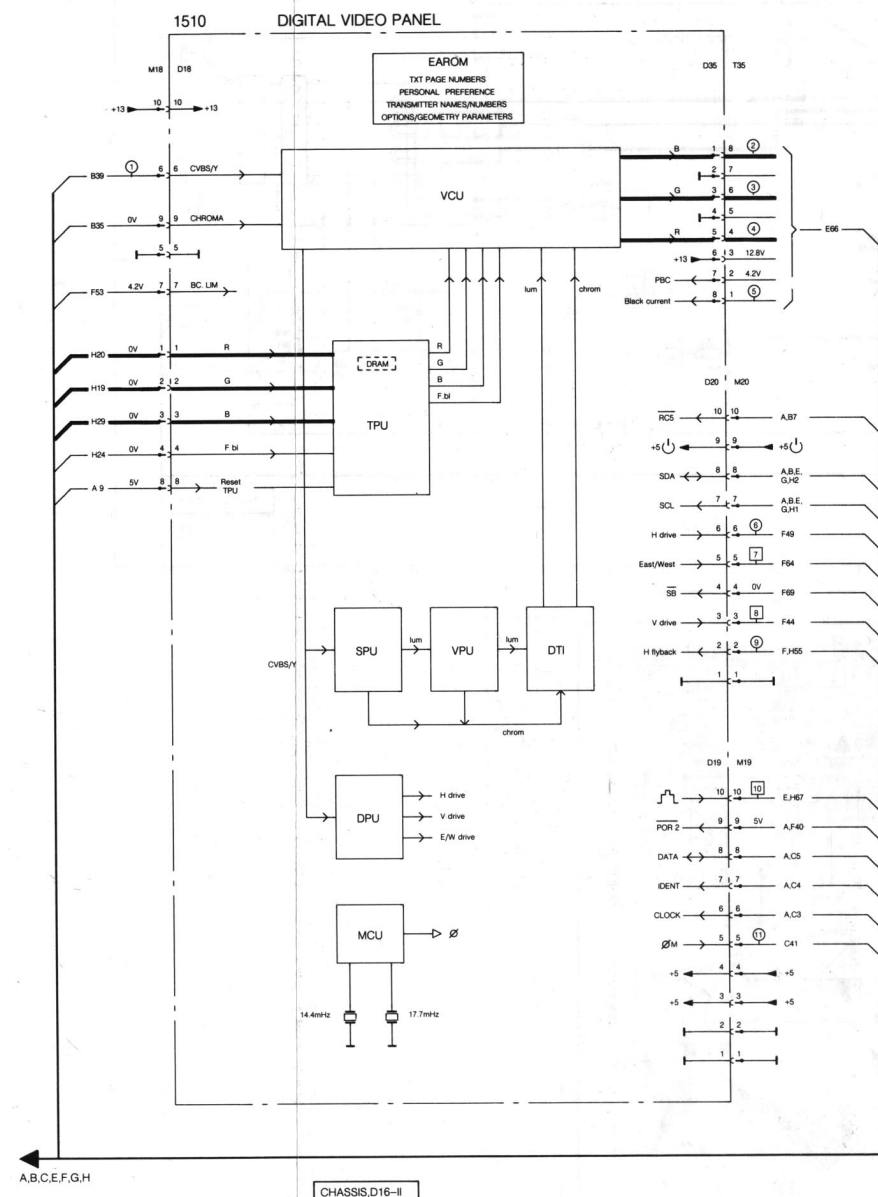 1510 DIGITAL VIDEO PANEL
EAROM
TXT PAGE NUMBERS
PERSONAL PREFERENCE
TRANSMITTER NAMES/NUMBERS
OPTIONS/GEOMETRY PARAMETERS
M18 D18
+13 10 10 +13
B39 1 6 6 CVBS/Y
B35 0V 9 9 CHROMA
5 5
F53 4.2V 7 7 BC. LIM
H20 0V 1 1 R
H19 0V 2 2 G
H29 0V 3 3 B
H24 0V 4 4 F bl
A 9 5V 8 8 Reset
TPU
VCU
lum chrom
R
G
B
F.bl
DRAM
TPU
CVBS/Y
SPU
lum
VPU
lum
DTI
chrom
DPU
H drive
V drive
E/W drive
MCU
Ø
14.4mHz 17.7mHz
D35 T35
B 1 8 2
2 7
G 3 6 3
4 5
R 5 4 4
E66
+13 6 3 12.8V
PBC 7 2 4.2V
Black current 8 1 5
D20 M20
RC5 10 10 A,B7
+5 9 9 +5
SDA 8 8 A,B,E,
G,H2
SCL 7 7 A,B.E,
G,H1
H drive 6 6 6 F49
East/West 5 5 7 F64
SB 4 4 0V F69
V drive 3 3 8 F44
H flyback 2 2 9 F,H55
1 1
D19 M19
10 10 10 E,H67
POR 2 9 9 5V A,F40
DATA 8 8 A,C5
IDENT 7 7 A,C4
CLOCK 6 6 A,C3
ØM 5 5 11 C41
+5 4 4 +5
+5 3 3 +5
2 2
1 1
A,B,C,E,F,G,H
CHASSIS,D16-II